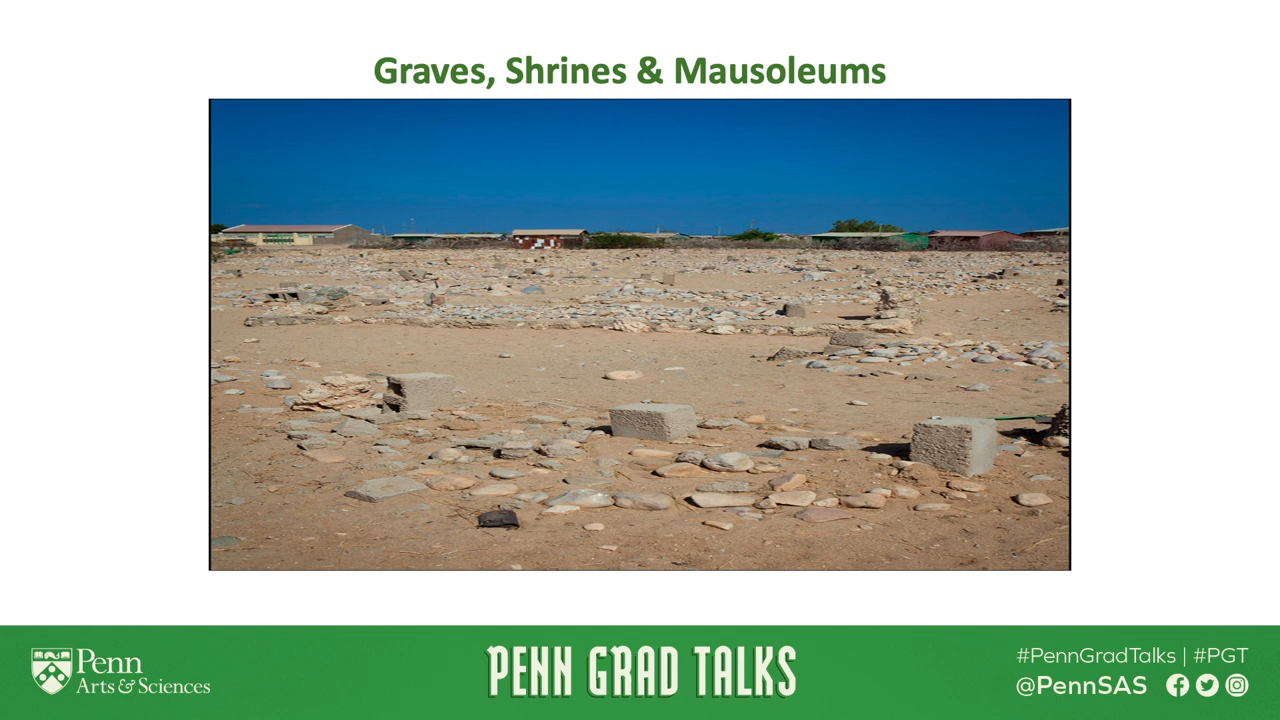 Graves, Shrines & Mausoleums
Penn
Arts & Sciences
PENN GRAD TALKS
#PennGradTalks | #PGT
@PennSAS